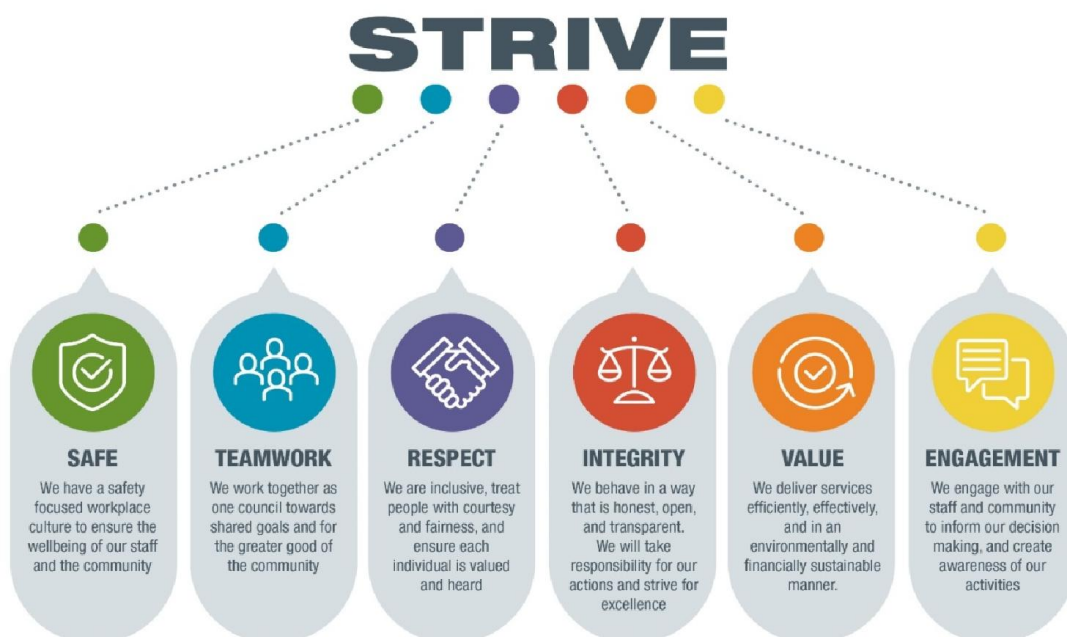 STRIVE
SAFE
We have a safety
focused workplace
culture to ensure the
wellbeing of our staff
and the community
TEAMWORK
We work together as
one council towards
shared goals and for
the greater good of
the community
RESPECT
We are inclusive, treat
people with courtesy
and fairness, and
ensure each
individual is valued
and heard
INTEGRITY
We behave in a way
that is honest, open,
and transparent.
We will take
responsibility for our
actions and strive for
excellence
VALUE
We deliver services
efficiently, effectively,
and in an
environmentally and
financially sustainable
manner.
ENGAGEMENT
We engage with our
staff and community
to inform our decision
making, and create
awareness of our
activities